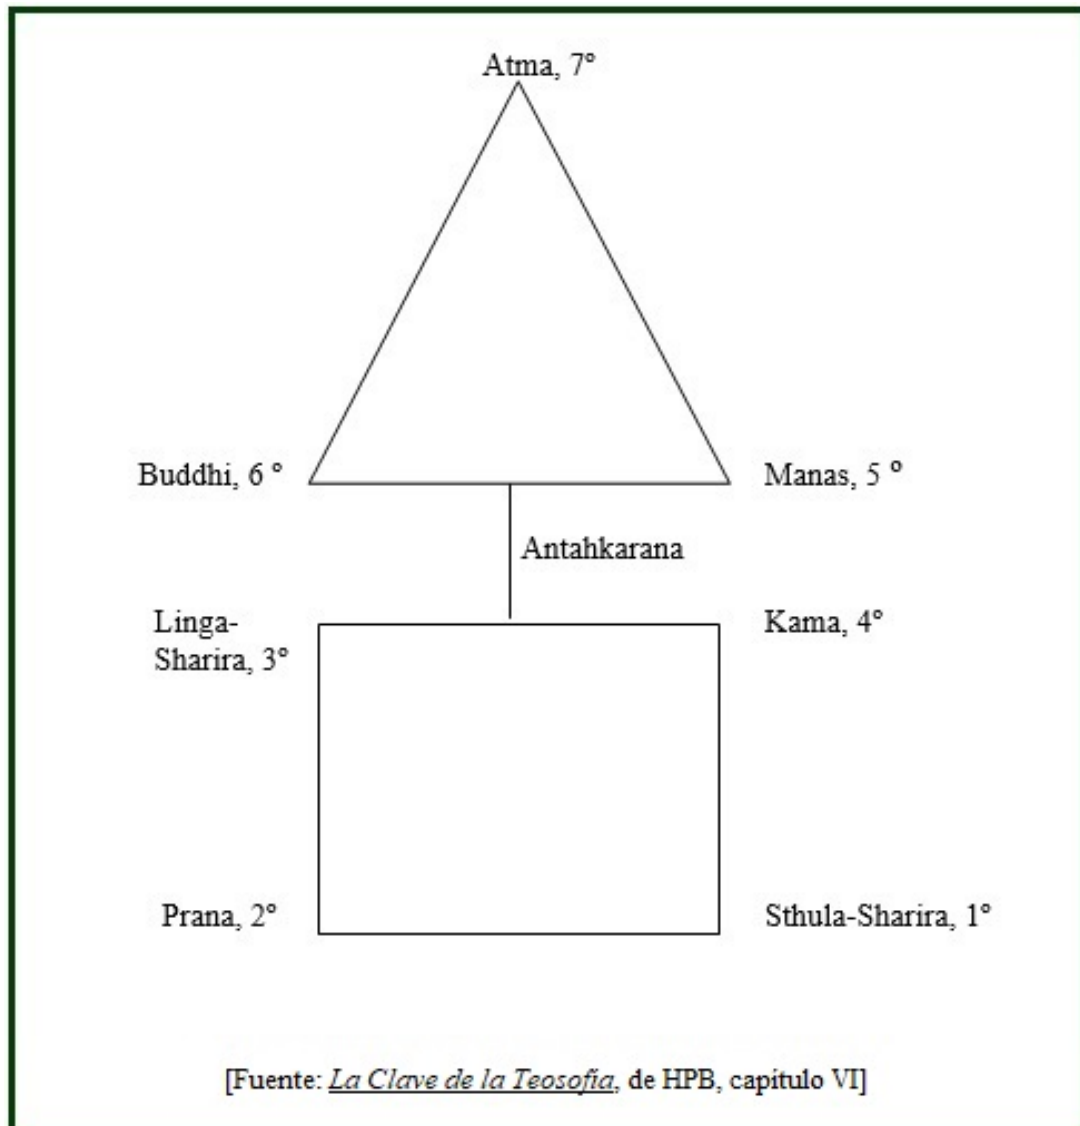 Atma, 7°
Buddhi, 6 °
Manas, 5 °
Antahkarana
Linga-
Sharira, 3°
Kama, 4°
Prana, 2°
Sthula-Sharira, 1°
[Fuente: La Clave de la Teosofía, de HPB, capítulo VI]